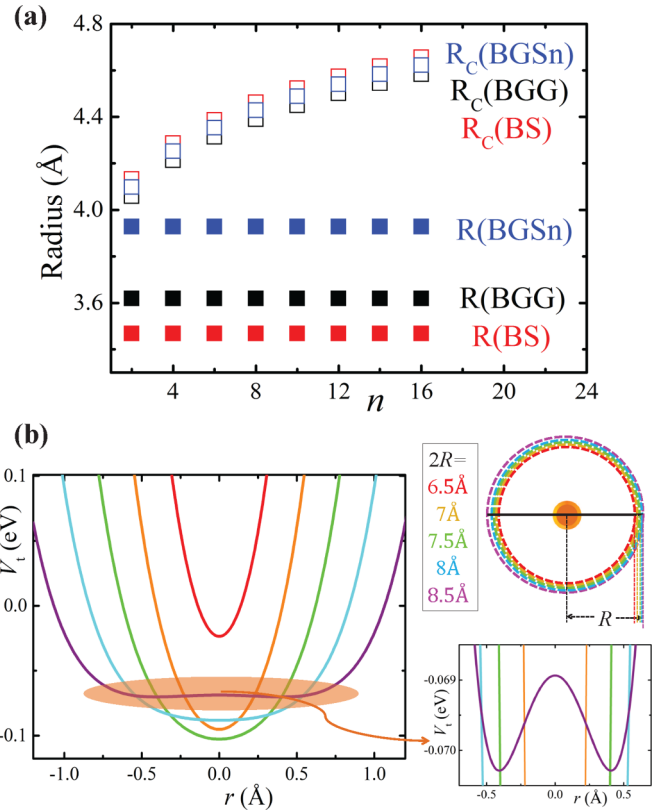 (a)
4.8
4.4
4.0
3.6
Radius (Å)
R_C(BGSn)
R_C(BGG)
R_C(BS)
R(BGSn)
R(BGG)
R(BS)
4 8 12 16 20 24
n
(b)
0.1
0.0
-0.1
V_t (eV)
-1.0 -0.5 0.0 0.5 1.0
r (Å)
2R=
6.5Å
7Å
7.5Å
8Å
8.5Å
R
-0.069
-0.070
V_t (eV)
-0.5 0.0 0.5
r (Å)